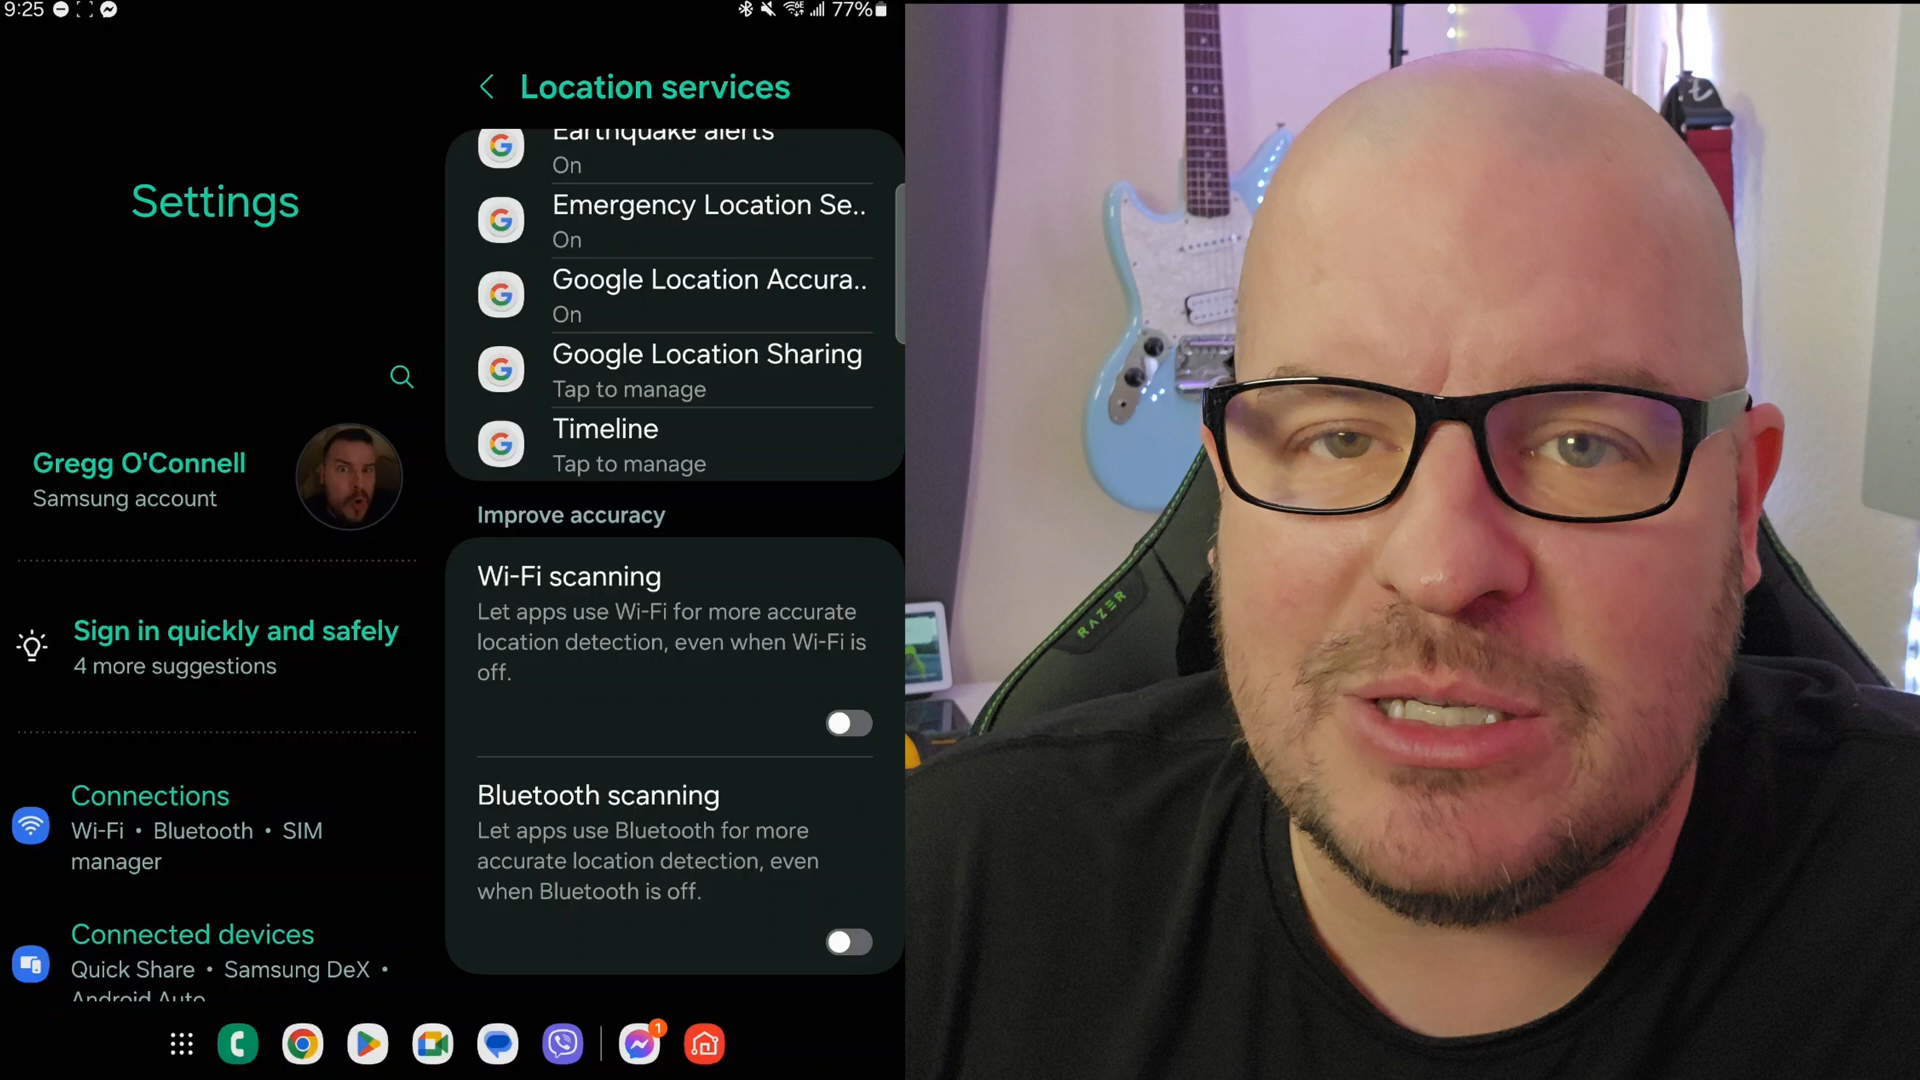 9:25
6E
77%
Settings
Gregg O'Connell
Samsung account
Sign in quickly and safely
4 more suggestions
Connections
Wi-Fi • Bluetooth • SIM
manager
Connected devices
Quick Share • Samsung DeX •
Android Auto
Location services
Earthquake alerts
On
Emergency Location Se..
On
Google Location Accura..
On
Google Location Sharing
Tap to manage
Timeline
Tap to manage
Improve accuracy
Wi-Fi scanning
Let apps use Wi-Fi for more accurate
location detection, even when Wi-Fi is
off.
Bluetooth scanning
Let apps use Bluetooth for more
accurate location detection, even
when Bluetooth is off.
1
RAZER